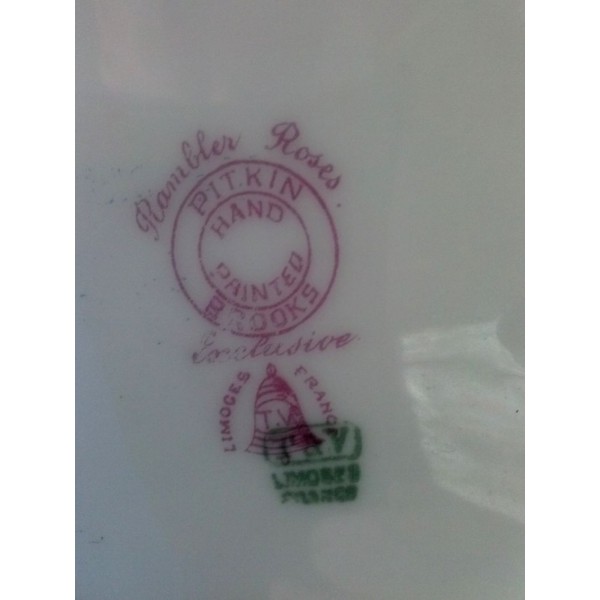 Rambler Roses.
PITKIN
HAND
PAINTED
BROOKS
Exclusive
LIMOGES FRANCE
T.V
T & V
LIMOGES
FRANCE